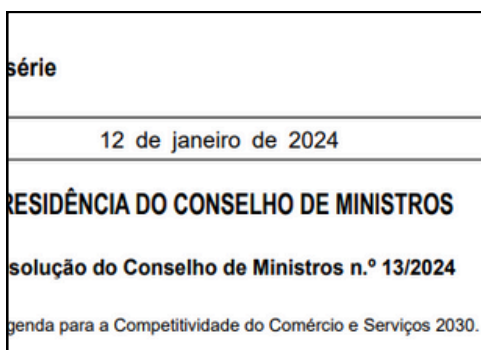 série
12 de janeiro de 2024
RESIDÊNCIA DO CONSELHO DE MINISTROS
solução do Conselho de Ministros n.º 13/2024
genda para a Competitividade do Comércio e Serviços 2030.